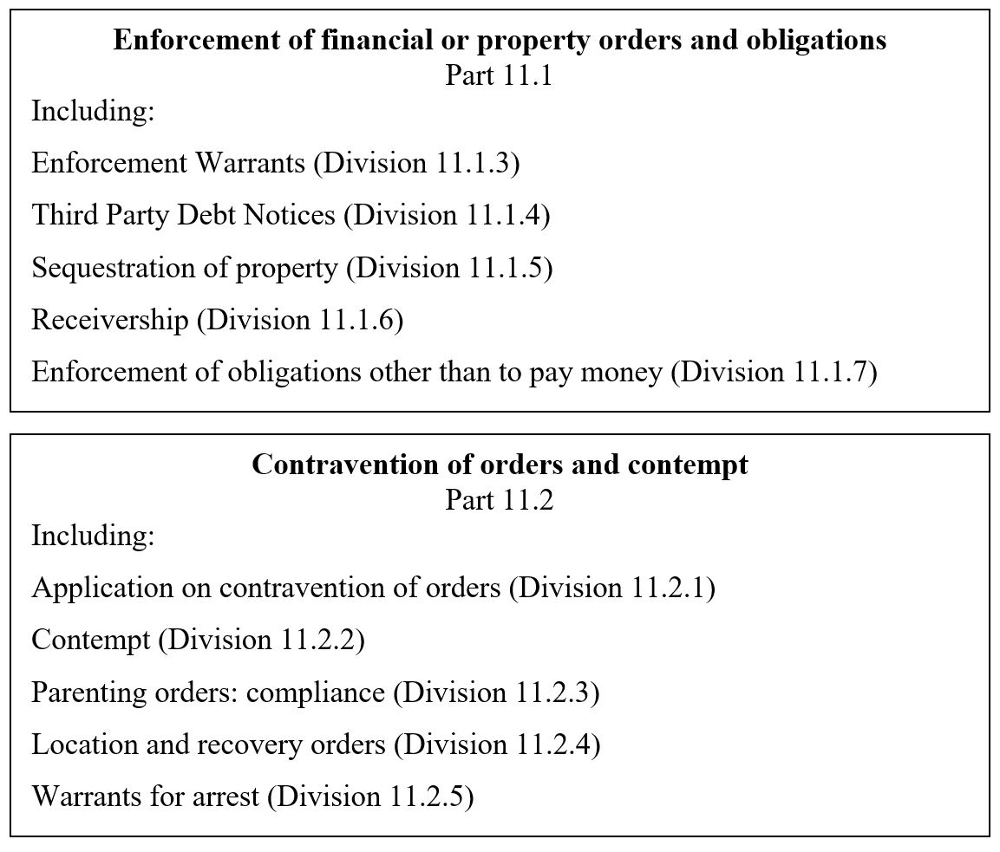 Enforcement of financial or property orders and obligations
Part 11.1
Including:
Enforcement Warrants (Division 11.1.3)
Third Party Debt Notices (Division 11.1.4)
Sequestration of property (Division 11.1.5)
Receivership (Division 11.1.6)
Enforcement of obligations other than to pay money (Division 11.1.7)
Contravention of orders and contempt
Part 11.2
Including:
Application on contravention of orders (Division 11.2.1)
Contempt (Division 11.2.2)
Parenting orders: compliance (Division 11.2.3)
Location and recovery orders (Division 11.2.4)
Warrants for arrest (Division 11.2.5)